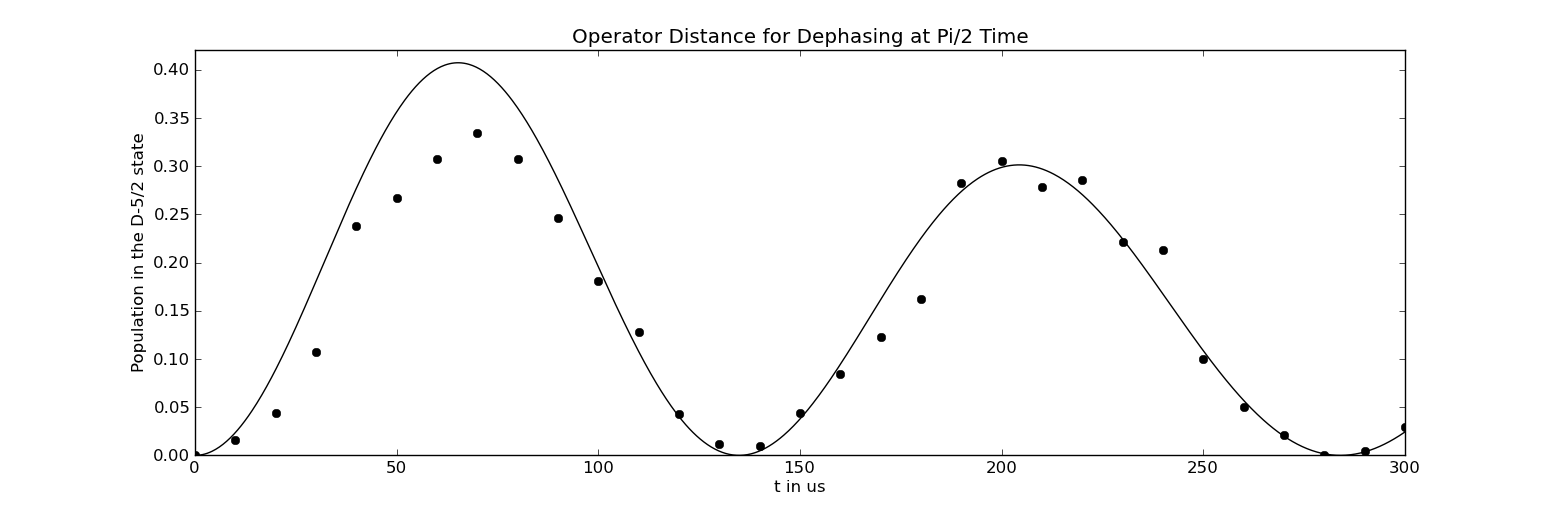 Operator Distance for Dephasing at Pi/2 Time
Population in the D-5/2 state
0.40
0.35
0.30
0.25
0.20
0.15
0.10
0.05
0.00
0 50 100 150 200 250 300
t in us